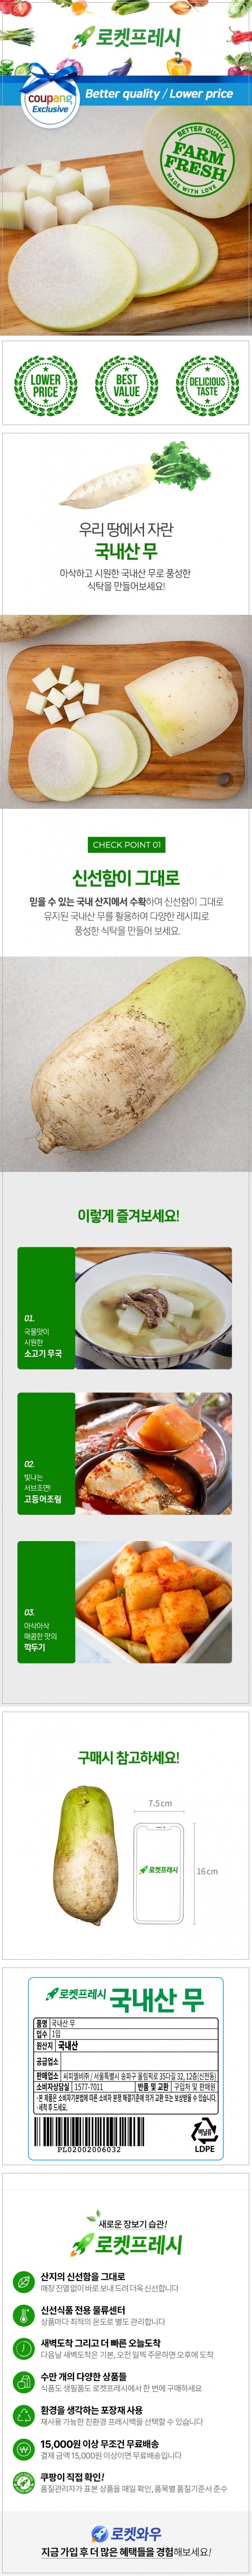 로켓프레시
coupang
Exclusive
Better quality / Lower price
BETTER QUALITY
FARM
FRESH
MADE WITH LOVE
LOWER
PRICE
BEST
VALUE
DELICIOUS
TASTE
우리 땅에서 자란
국내산 무
아삭하고 시원한 국내산 무로 풍성한
식탁을 만들어보세요!
CHECK POINT 01
신선함이 그대로
믿을 수 있는 국내 산지에서 수확하여 신선함이 그대로
유지된 국내산 무를 활용하여 다양한 레시피로
풍성한 식탁을 만들어 보세요.
이렇게 즐겨보세요!
01.
국물맛이
시원한
소고기 무국
02.
빛나는
서브조연!
고등어조림
03.
아삭아삭
매콤한 맛의
깍두기
구매시 참고하세요!
7.5cm
로켓프레시
16cm
로켓프레시 국내산 무
품명 국내산 무
입수 1입
원산지 국내산
공급업소
판매업소 씨피엘비㈜ / 서울특별시 송파구 올림픽로 35다길 32, 12층(신천동)
소비자상담실 1577-7011 반품 및 교환 구입처 및 판매원
·본 제품은 소비자기본법에 따른 소비자 분쟁 해결기준에 의거 교환 또는 보상받을 수 있습니다.
·세척 후 드세요.
PL02002006032
비닐류
LDPE
새로운 장보기 습관!
로켓프레시
산지의 신선함을 그대로
매장 진열 없이 바로 보내 드려 더욱 신선합니다
신선식품 전용 물류센터
상품마다 최적의 온도로 별도 관리합니다
새벽도착 그리고 더 빠른 오늘도착
다음날 새벽도착은 기본, 오전 일찍 주문하면 오후에 도착
수만 개의 다양한 상품들
식품도 생필품도 로켓프레시에서 한 번에 구매하세요
환경을 생각하는 포장재 사용
재사용 가능한 친환경 프레시백을 선택할 수 있습니다
15,000원 이상 무조건 무료배송
결제 금액 15,000원 이상이면 무료배송입니다
쿠팡이 직접 확인!
품질관리자가 표본 상품을 매일 확인, 품목별 품질기준서 준수
로켓와우
지금 가입 후 더 많은 혜택들을 경험해보세요!